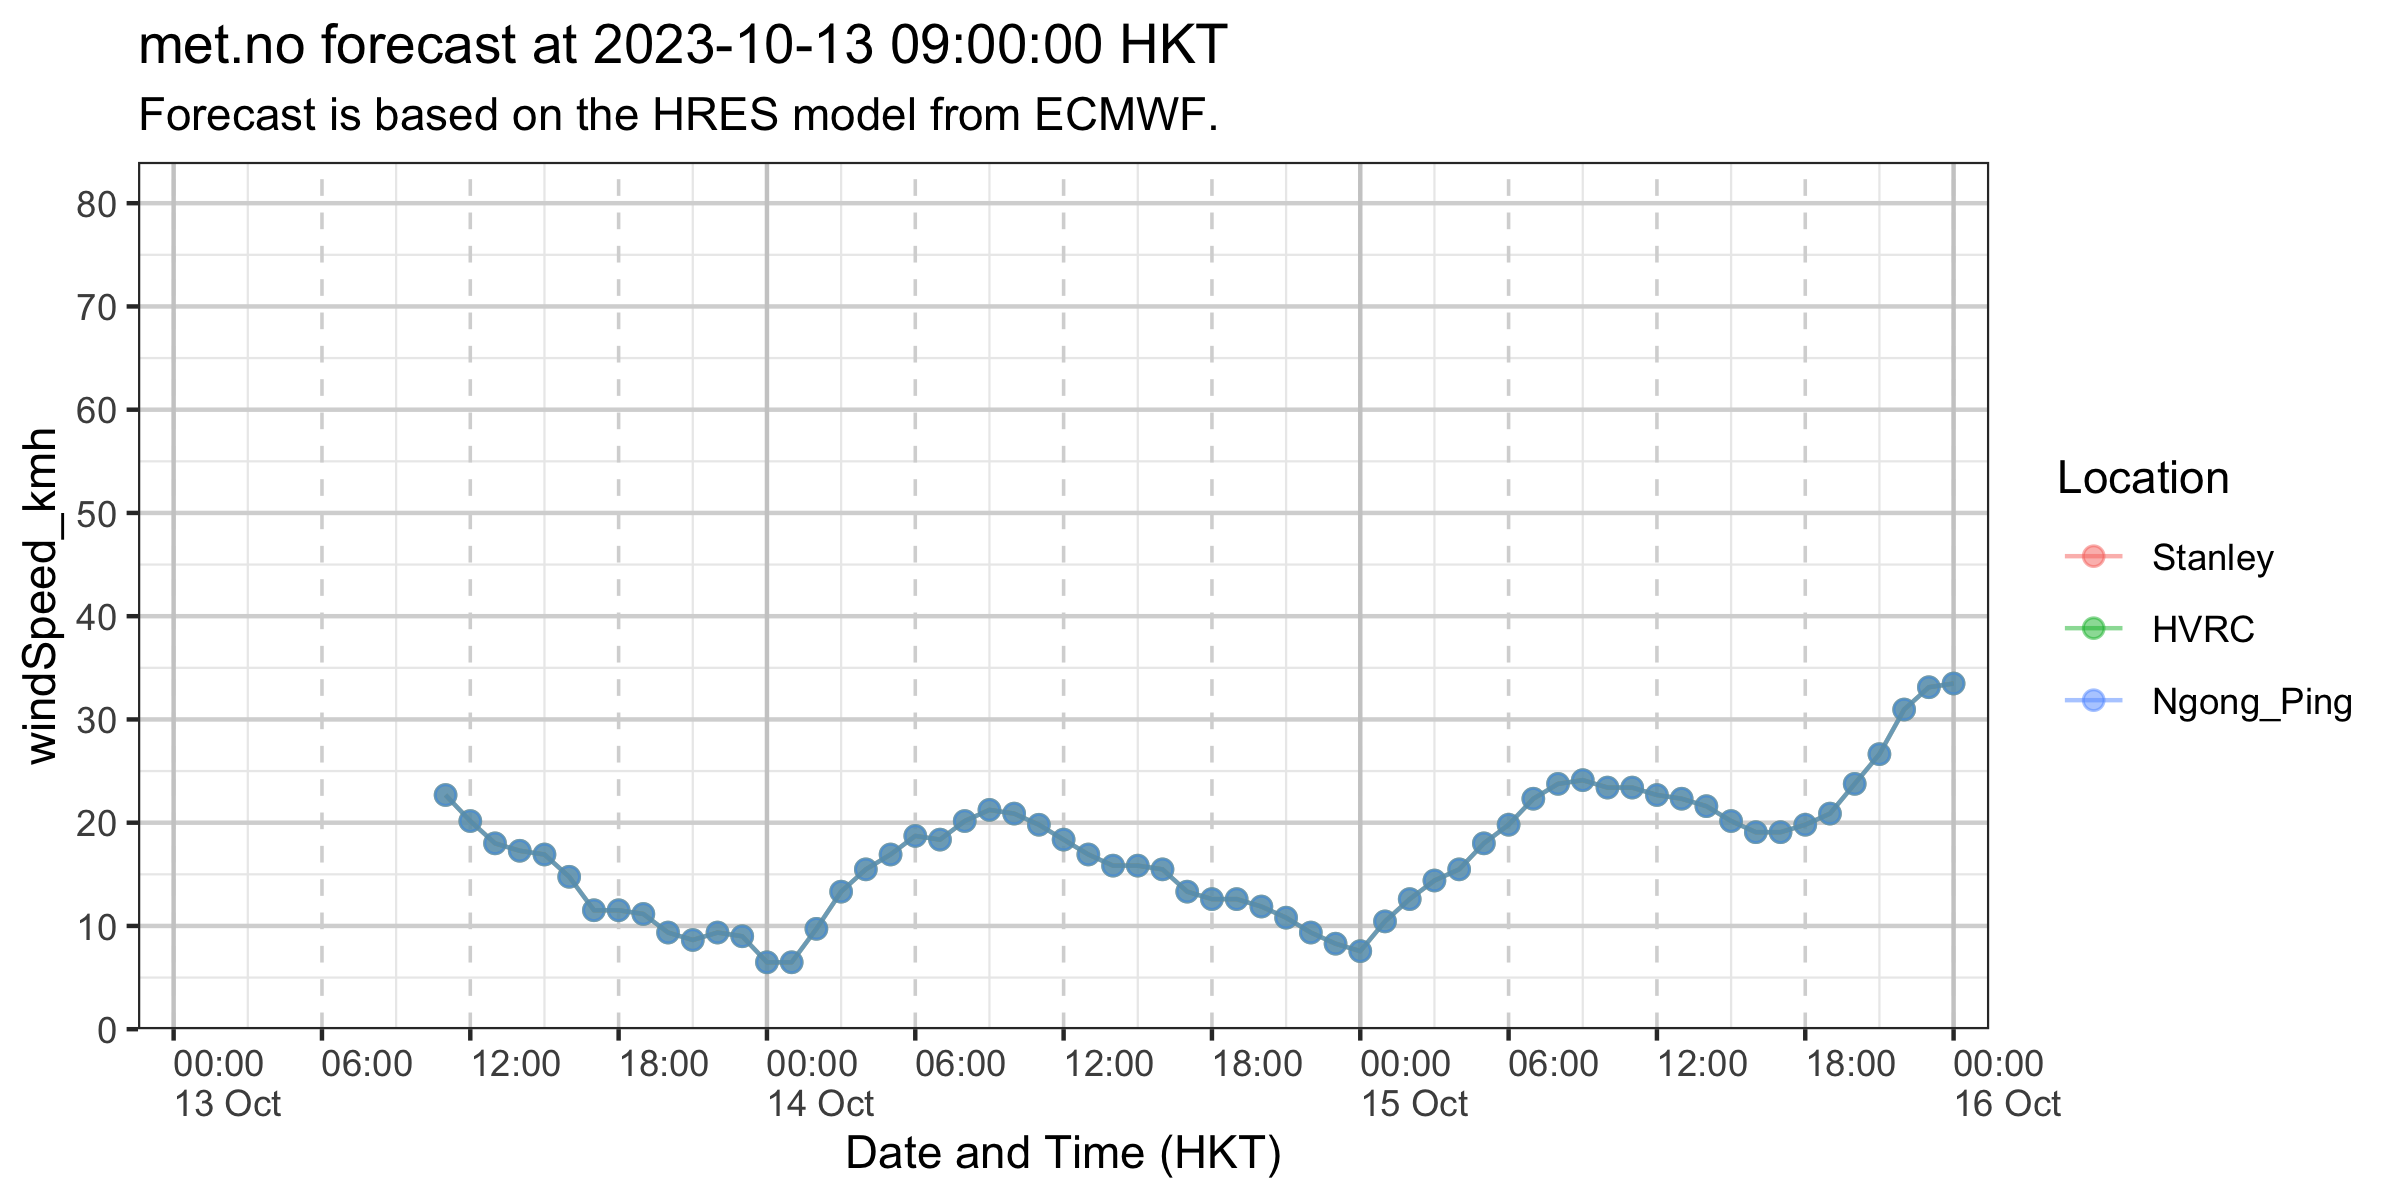 met.no forecast at 2023-10-13 09:00:00 HKT
Forecast is based on the HRES model from ECMWF.
windSpeed_kmh
80
70
60
50
40
30
20
10
0
00:00 06:00 12:00 18:00 00:00 06:00 12:00 18:00 00:00 06:00 12:00 18:00 00:00
13 Oct 14 Oct 15 Oct 16 Oct
Date and Time (HKT)
Location
Stanley
HVRC
Ngong_Ping